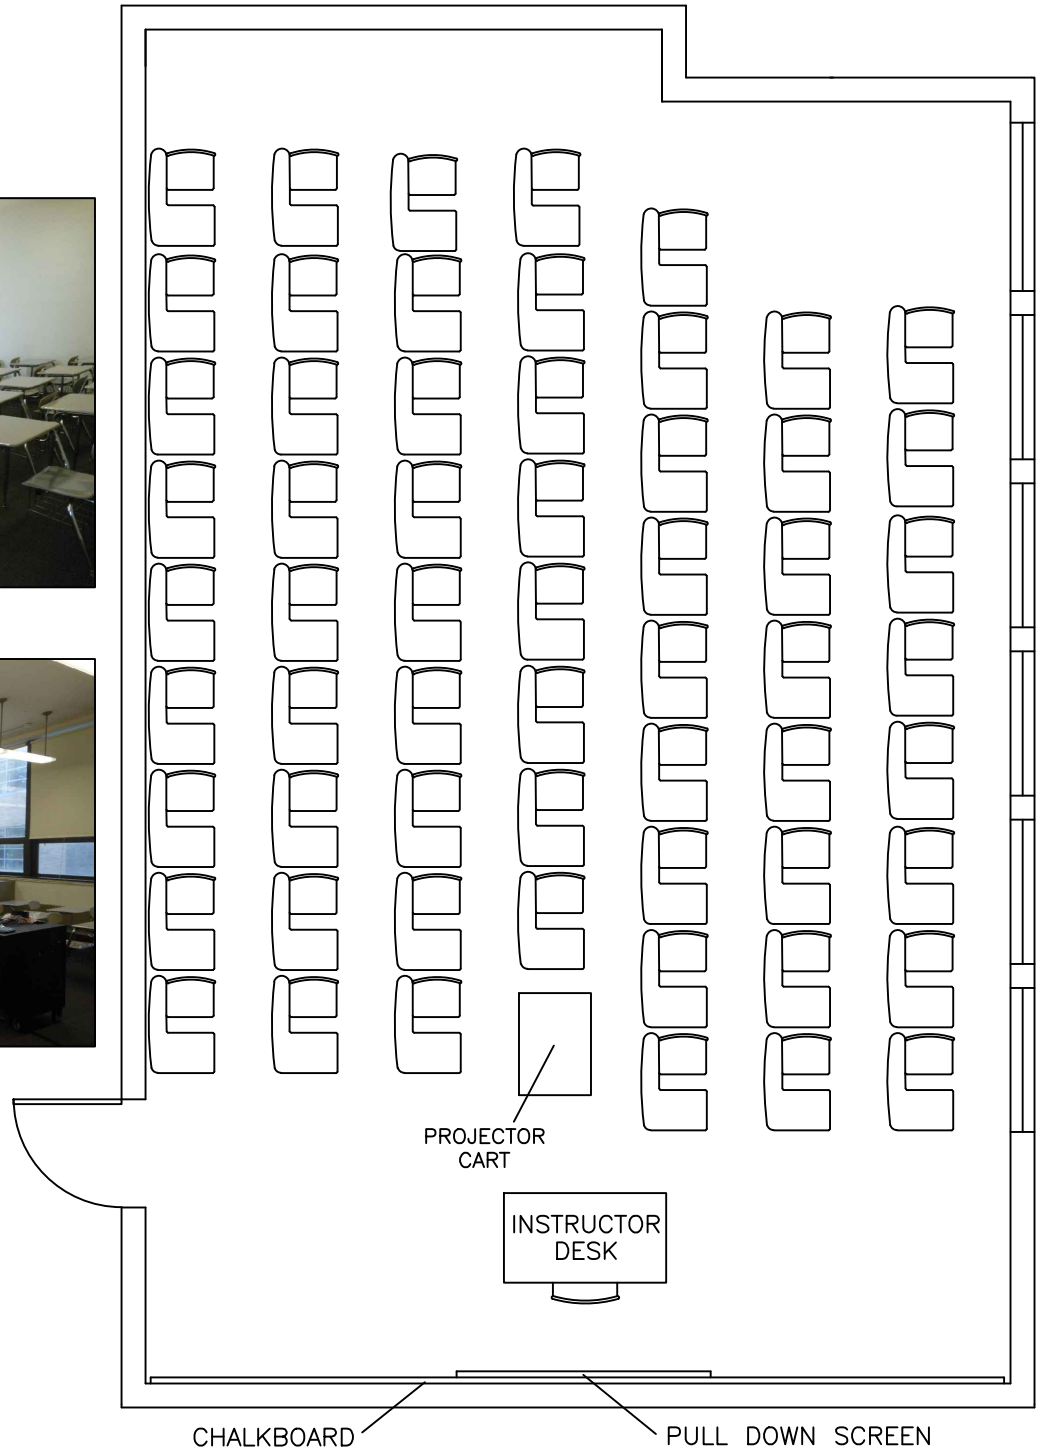 PROJECTOR
CART
INSTRUCTOR
DESK
CHALKBOARD
PULL DOWN SCREEN